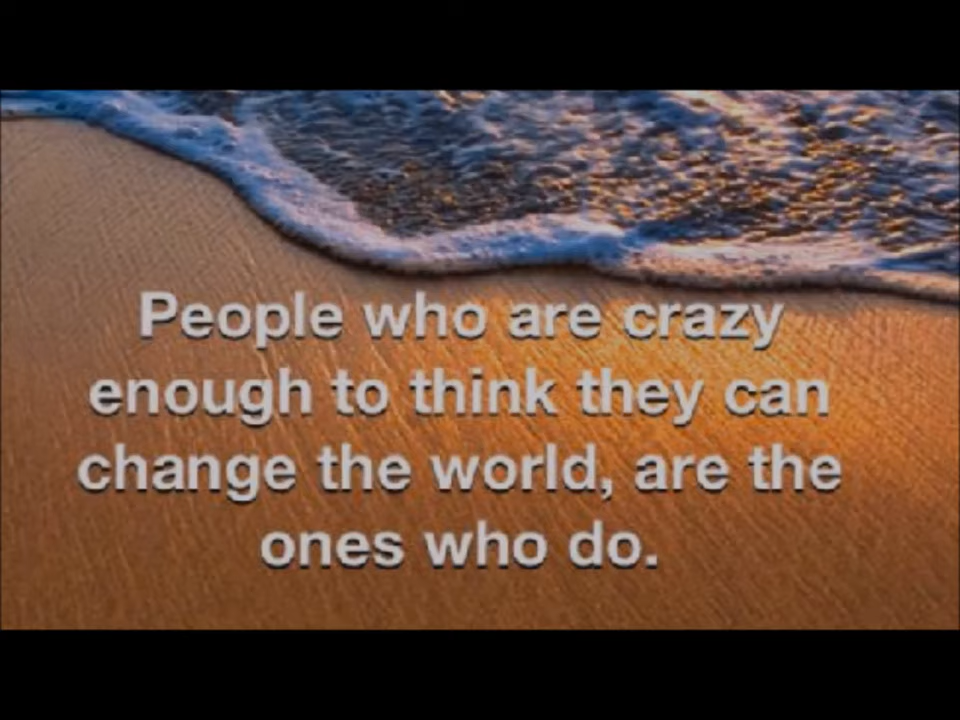 People who are crazy
enough to think they can
change the world, are the
ones who do.